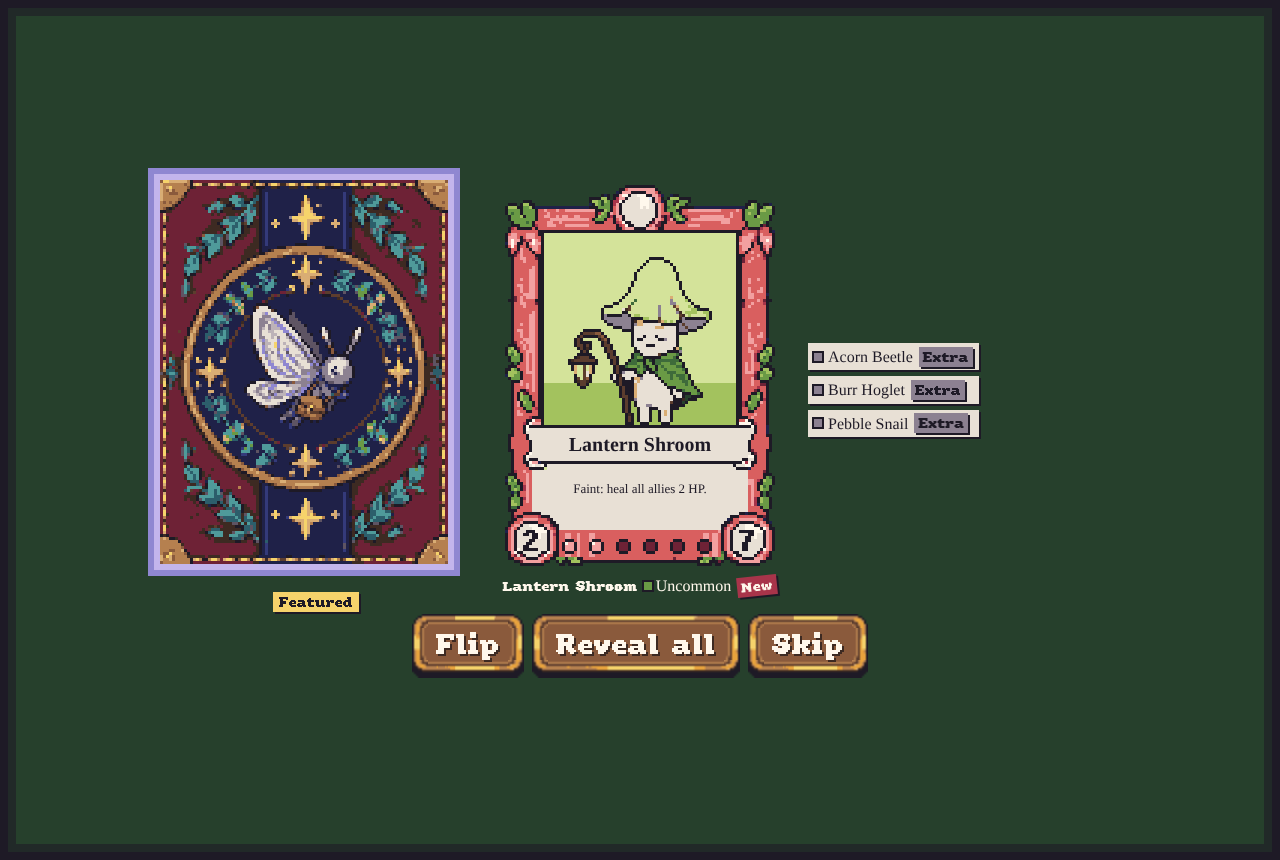 Featured
Lantern Shroom
Faint: heal all allies 2 HP.
2
7
Lantern Shroom Uncommon New
Acorn Beetle Extra
Burr Hoglet Extra
Pebble Snail Extra
Flip
Reveal all
Skip